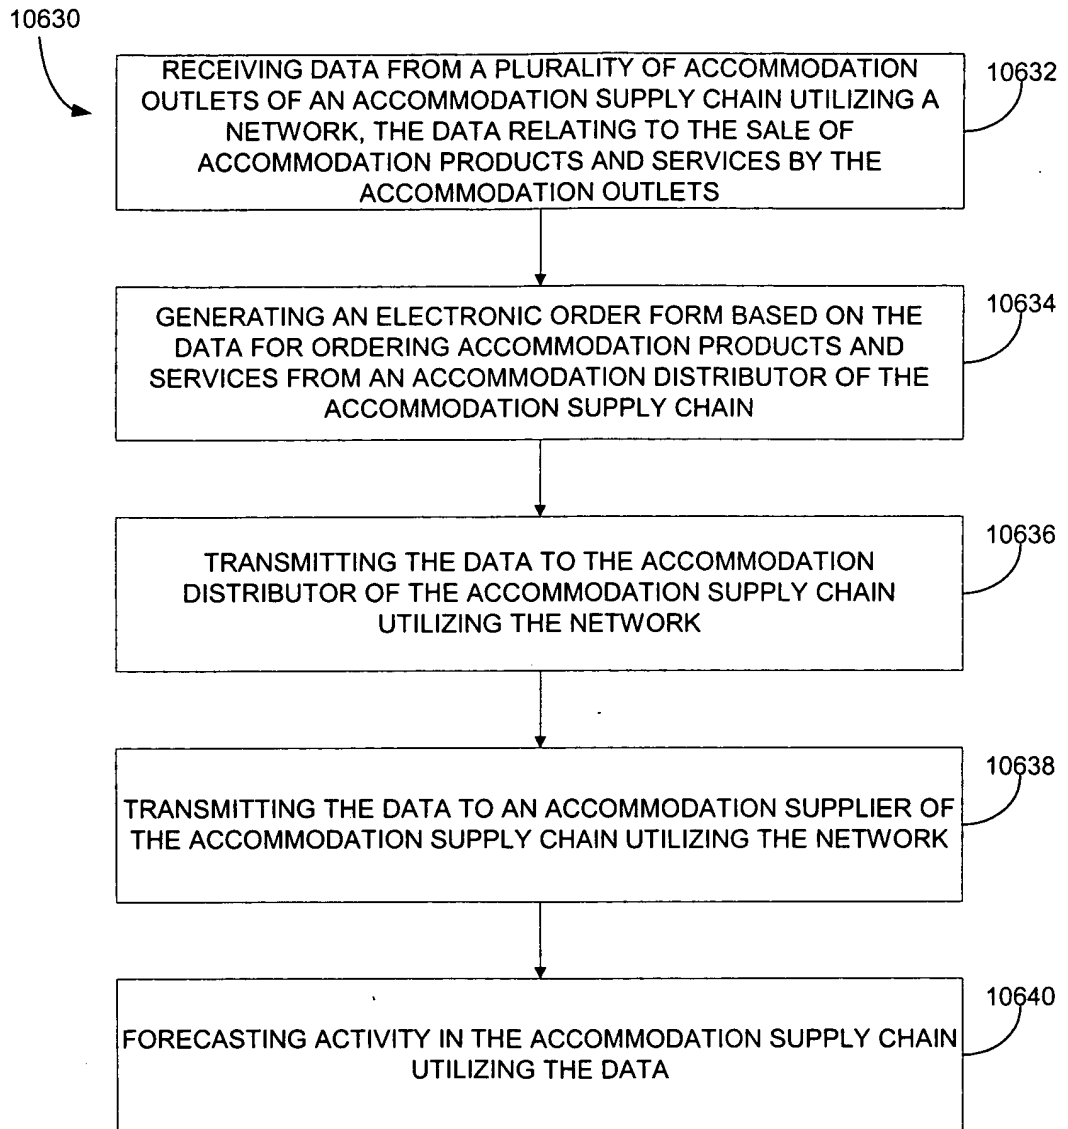 10630
RECEIVING DATA FROM A PLURALITY OF ACCOMMODATION
OUTLETS OF AN ACCOMMODATION SUPPLY CHAIN UTILIZING A
NETWORK, THE DATA RELATING TO THE SALE OF
ACCOMMODATION PRODUCTS AND SERVICES BY THE
ACCOMMODATION OUTLETS
10632
GENERATING AN ELECTRONIC ORDER FORM BASED ON THE
DATA FOR ORDERING ACCOMMODATION PRODUCTS AND
SERVICES FROM AN ACCOMMODATION DISTRIBUTOR OF THE
ACCOMMODATION SUPPLY CHAIN
10634
TRANSMITTING THE DATA TO THE ACCOMMODATION
DISTRIBUTOR OF THE ACCOMMODATION SUPPLY CHAIN
UTILIZING THE NETWORK
10636
TRANSMITTING THE DATA TO AN ACCOMMODATION SUPPLIER OF
THE ACCOMMODATION SUPPLY CHAIN UTILIZING THE NETWORK
10638
FORECASTING ACTIVITY IN THE ACCOMMODATION SUPPLY CHAIN
UTILIZING THE DATA
10640